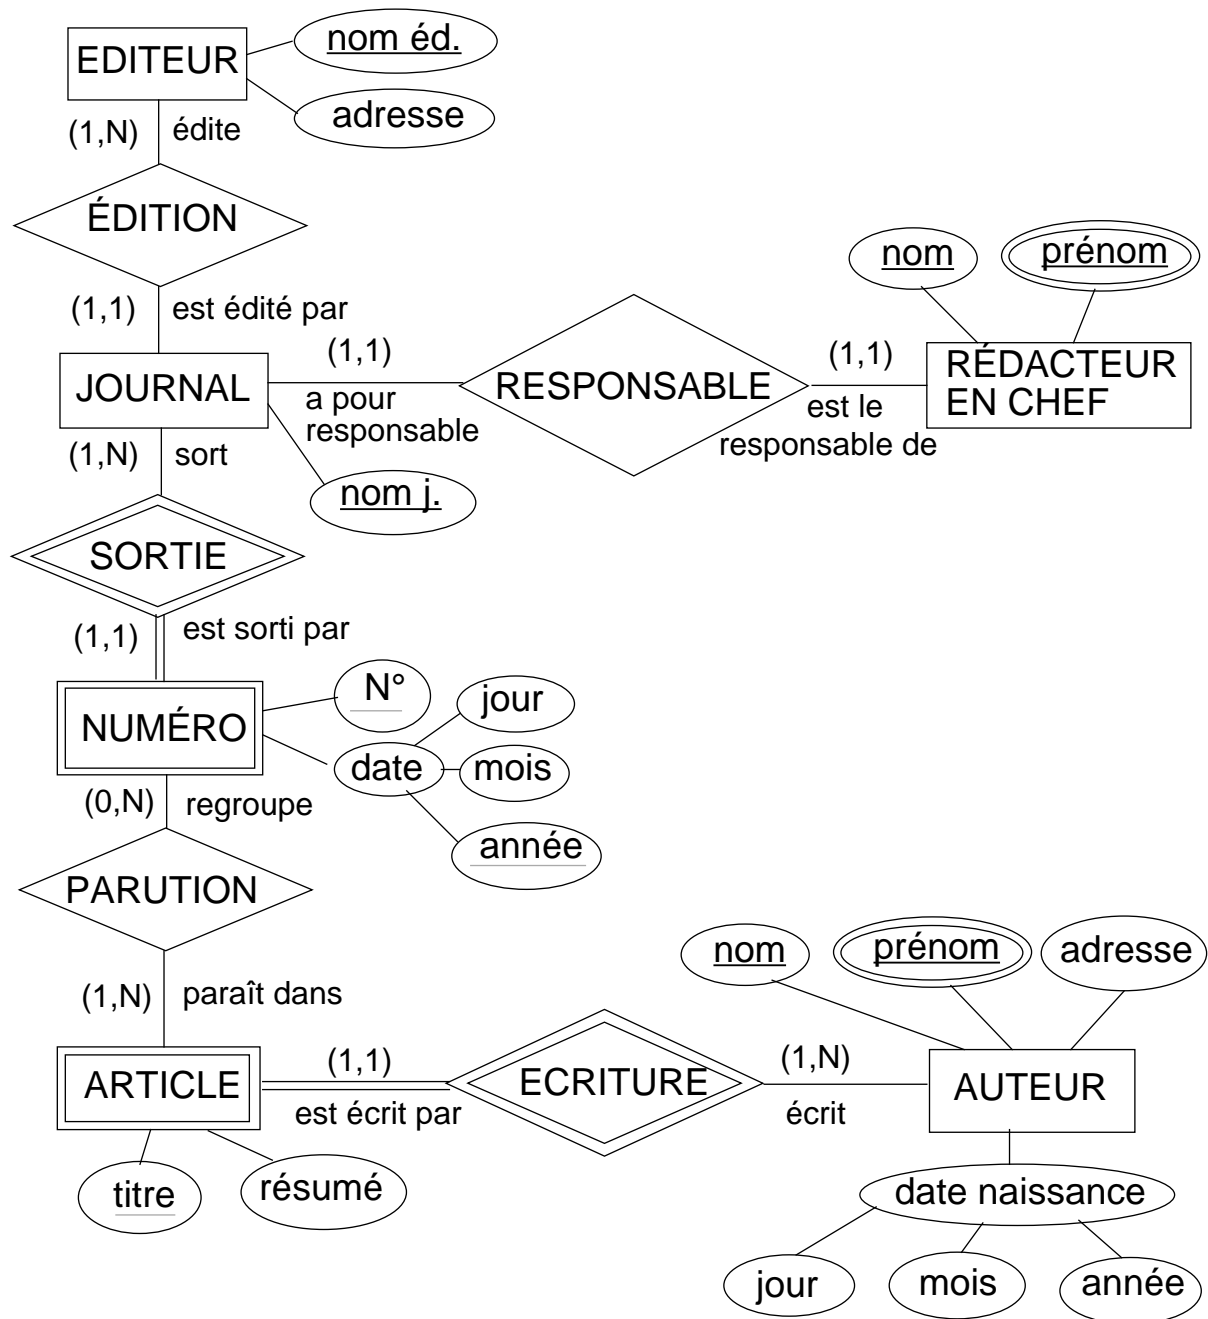 nom éd.
EDITEUR
adresse
(1,N) édite
ÉDITION
nom prénom
(1,1) est édité par
(1,1) (1,1)
JOURNAL RESPONSABLE RÉDACTEUR
EN CHEF
a pour
responsable
est le
responsable de
(1,N) sort
nom j.
SORTIE
(1,1) est sorti par
N° jour
NUMÉRO
date mois
(0,N) regroupe
année
PARUTION
nom prénom adresse
(1,N) paraît dans
(1,1) (1,N)
ARTICLE ECRITURE AUTEUR
est écrit par écrit
titre résumé date naissance
jour mois année